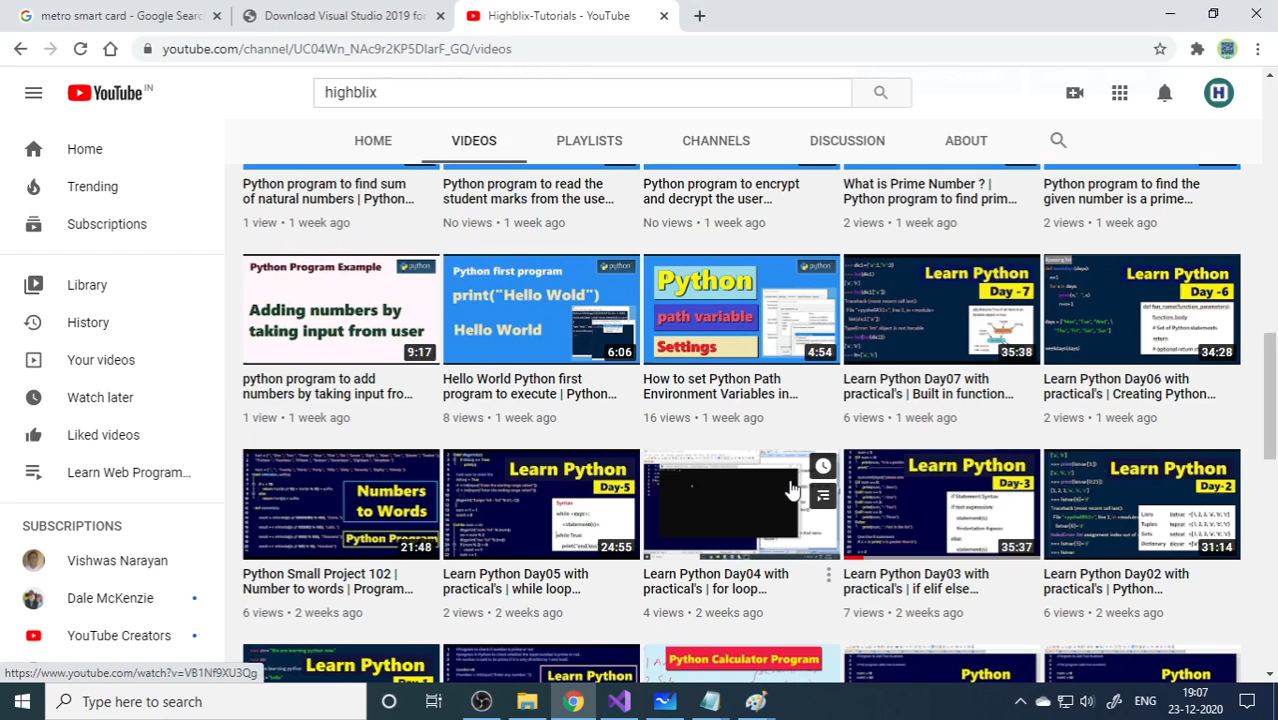 metro smart card - Google Search
Download Visual Studio 2019 for
Highblix-Tutorials - YouTube
youtube.com/channel/UC04Wn_NAc9r2KP5DlarF_GQ/videos
YouTube IN
highblix
HOME VIDEOS PLAYLISTS CHANNELS DISCUSSION ABOUT
Home
Trending
Subscriptions
Library
History
Your videos
Watch later
Liked videos
Learn Web Pr...
SUBSCRIPTIONS
Dale McKenzie
YouTube Creators
Python program to find sum
of natural numbers | Python...
1 view • 1 week ago
Python program to read the
student marks from the use...
No views • 1 week ago
Python program to encrypt
and decrypt the user...
No views • 1 week ago
What is Prime Number ? |
Python program to find prim...
2 views • 1 week ago
Python program to find the
given number is a prime...
1 view • 1 week ago
Python Program Example
python
Adding numbers by
taking input from user
9:17
python program to add
numbers by taking input fro...
1 view • 1 week ago
Python first program
python
print("Hello Wold")
Hello World
6:06
Hello World Python first
program to execute | Python...
8 views • 1 week ago
python
Python
path variable
Settings
4:54
How to set Python Path
Environment Variables in...
16 views • 1 week ago
Learn Python
Day -7
35:38
Learn Python Day07 with
practical's | Built in function...
6 views • 1 week ago
Learn Python
Day -6
34:28
Learn Python Day06 with
practical's | Creating Python...
2 views • 1 week ago
Numbers
Words
Python Program
21:48
Python Small Project 02 |
Number to words | Program...
6 views • 2 weeks ago
Learn Python
Day-5
Syntax
while <expr>:
<statement(s)>
24:55
Learn Python Day05 with
practical's | while loop...
2 views • 2 weeks ago
Learn Python Day04 with
practical's | for loop...
4 views • 2 weeks ago
Learn Python
Day-3
35:37
Learn Python Day03 with
practical's | if elif else...
7 views • 2 weeks ago
Learn Python
Day-2
31:14
Learn Python Day02 with
practical's | Python...
6 views • 2 weeks ago
Learn Python
Learn Python
Python Calculator Program
Python
Python
Type here to search
ENG
19:07
23-12-2020